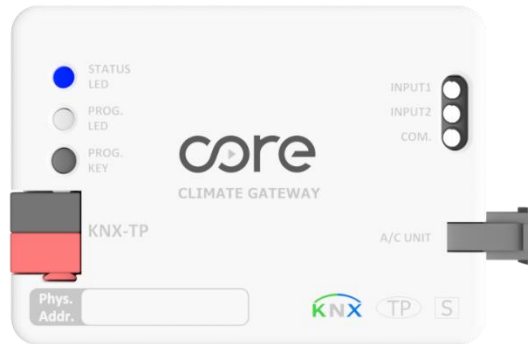 STATUS
LED
PROG.
LED
PROG.
KEY
INPUT1
INPUT2
COM.
core
CLIMATE GATEWAY
KNX-TP
A/C UNIT
Phys.
Addr.
KNX TP S